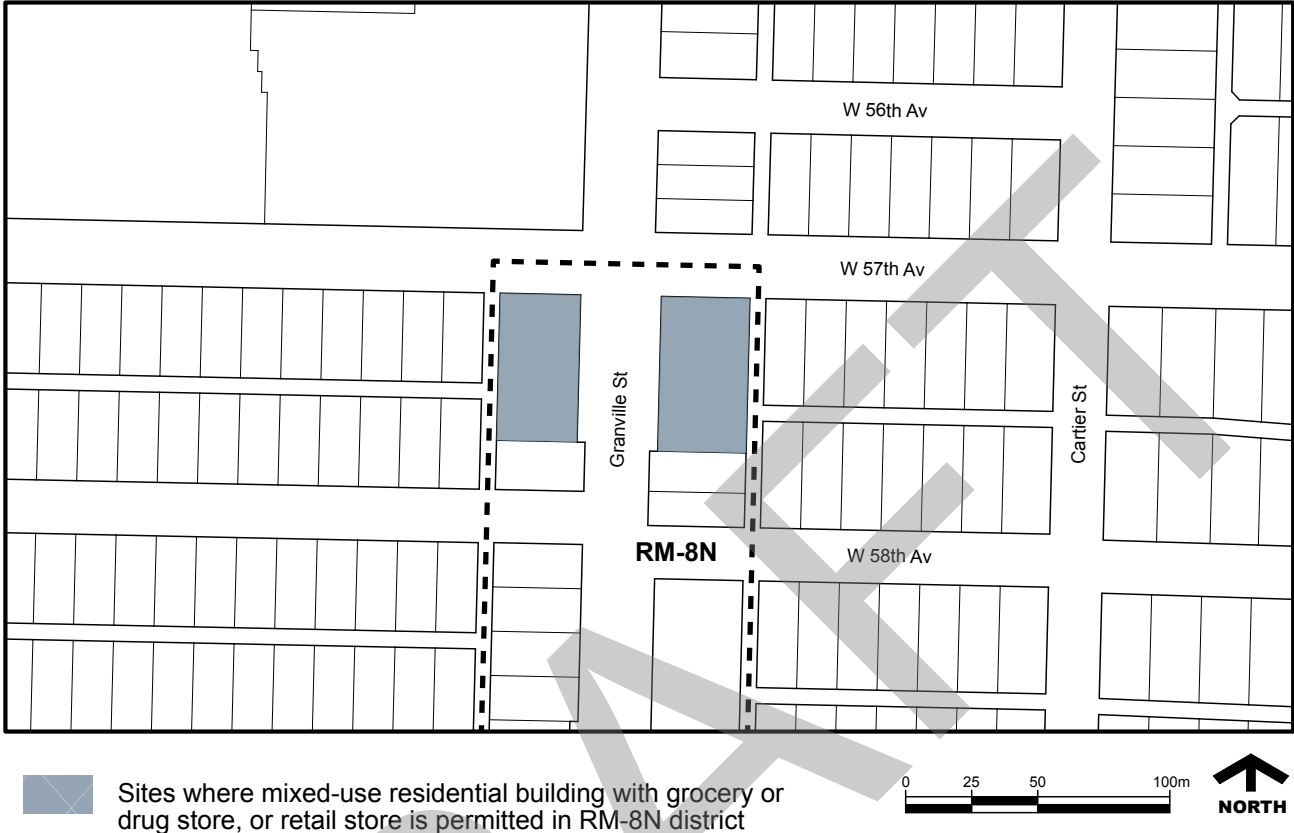 W 56th Av
W 57th Av
Granville St
Cartier St
RM-8N
W 58th Av
Sites where mixed-use residential building with grocery or
drug store, or retail store is permitted in RM-8N district
0 25 50 100m
NORTH